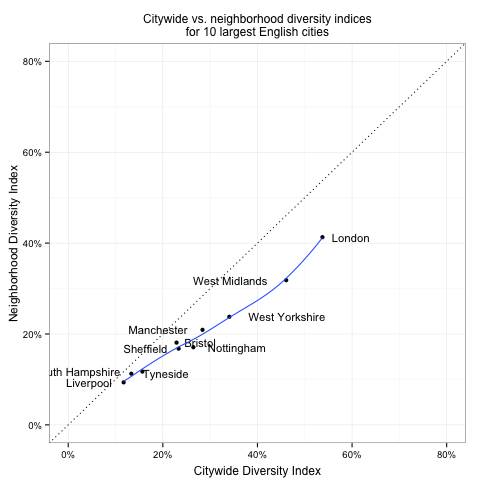 Citywide vs. neighborhood diversity indices
for 10 largest English cities
80%
60%
40%
20%
0%
Neighborhood Diversity Index
London
West Midlands
West Yorkshire
Manchester
Bristol
Sheffield
Nottingham
uth Hampshire
Tyneside
Liverpool
0%
20%
40%
60%
80%
Citywide Diversity Index